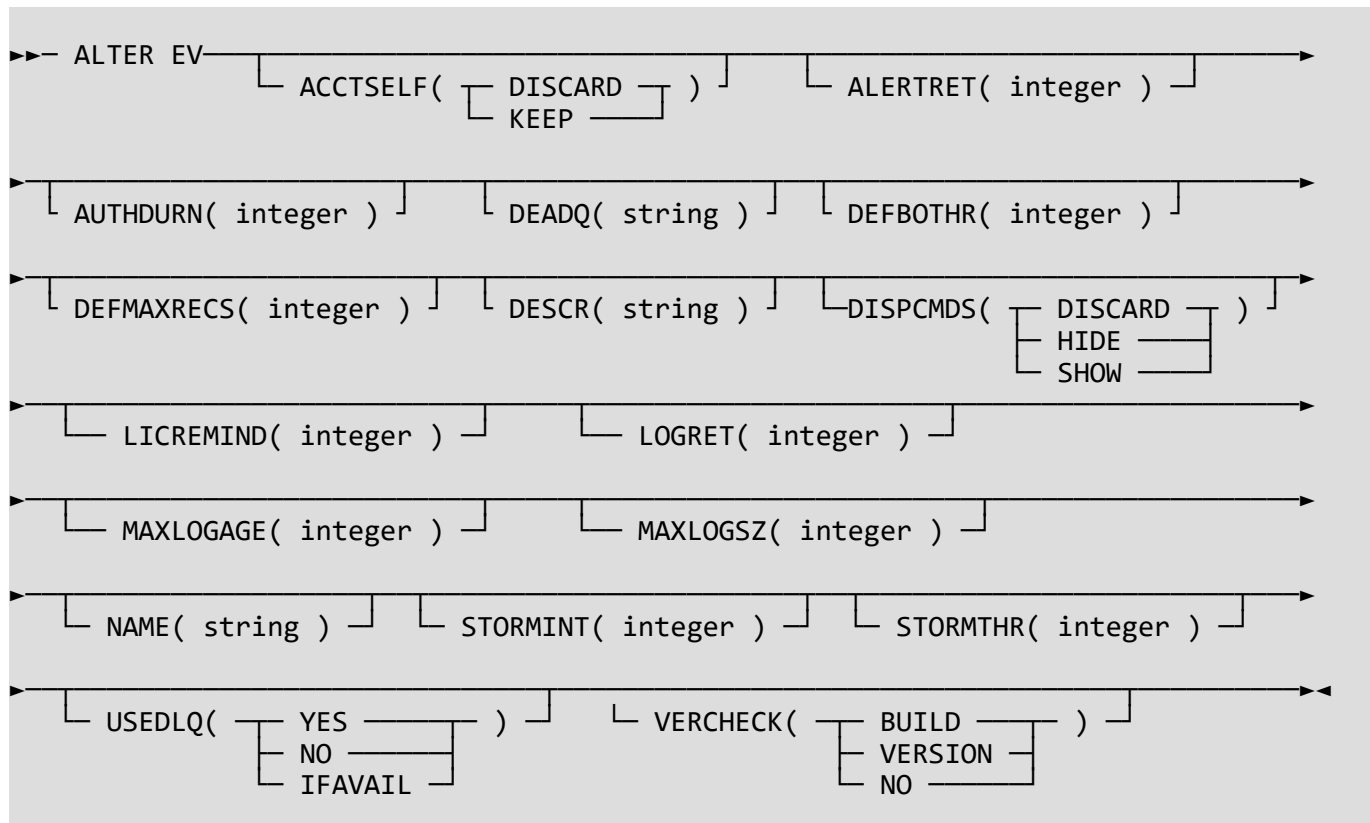 ALTER EV
ACCTSELF( DISCARD ) ALERTRET( integer )
KEEP
AUTHDURN( integer ) DEADQ( string ) DEFBOTHR( integer )
DEFMAXRECS( integer ) DESCR( string ) DISPCMDS( DISCARD )
HIDE
SHOW
LICREMIND( integer ) LOGRET( integer )
MAXLOGAGE( integer ) MAXLOGSZ( integer )
NAME( string ) STORMINT( integer ) STORMTHR( integer )
USEDLQ( YES ) VERCHECK( BUILD )
NO VERSION
IFAVAIL NO